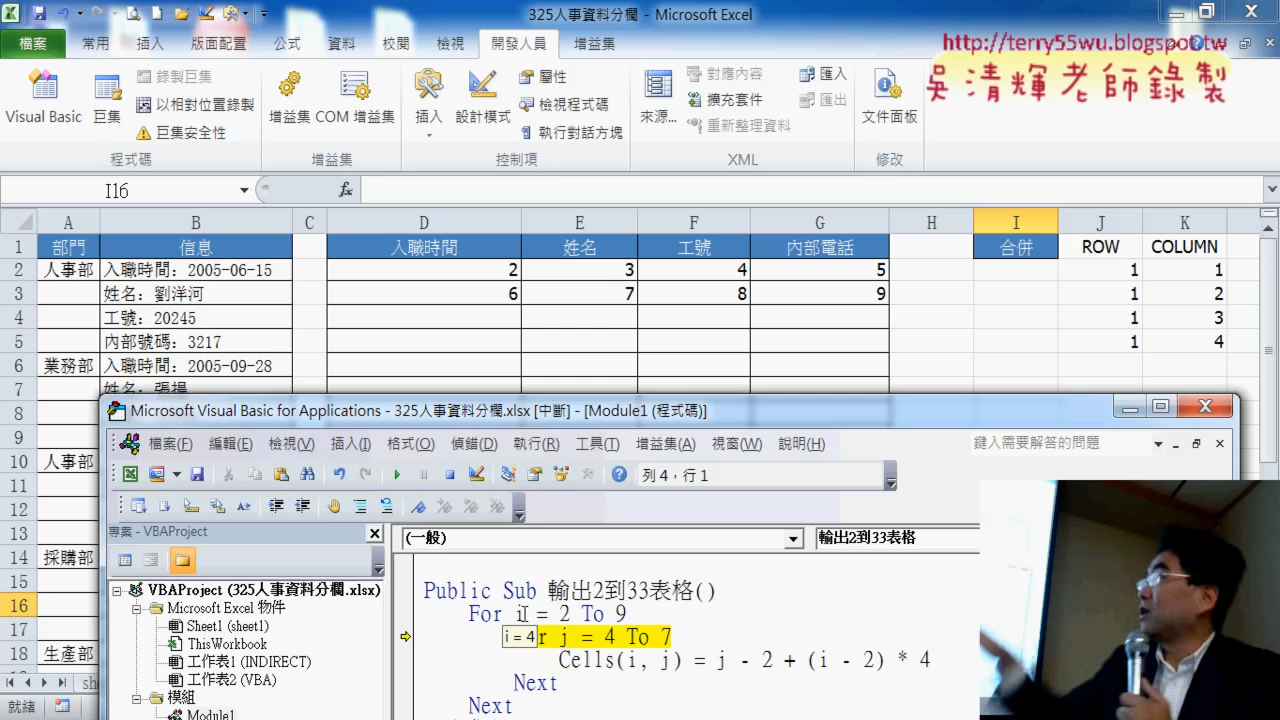 325人事資料分欄 - Microsoft Excel
檔案 常用 插入 版面配置 公式 資料 校閱 檢視 開發人員 增益集
http://terry55wu.blogspot.tw
吳清輝老師錄製
Visual Basic 巨集 錄製巨集 以相對位置錄製 巨集安全性
增益集 COM 增益集 插入 設計模式 屬性 檢視程式碼 執行對話方塊
來源... 對應內容 擴充套件 重新整理資料 匯入 匯出 文件面板
程式碼 增益集 控制項 XML 修改
I16 fx
A B C D E F G H I J K
1 部門 信息 入職時間 姓名 工號 內部電話 合併 ROW COLUMN
2 人事部 入職時間: 2005-06-15 2 3 4 5 1 1
3 姓名: 劉洋河 6 7 8 9 1 2
4 工號: 20245 1 3
5 內部號碼: 3217 1 4
6 業務部 入職時間: 2005-09-28
7 姓名: 張揚
8
9
10 人事部
11
12
13
14 採購部
15
16
17
18 生產部
就緒
Microsoft Visual Basic for Applications - 325人事資料分欄.xlsx [中斷] - [Module1 (程式碼)]
檔案(F) 編輯(E) 檢視(V) 插入(I) 格式(O) 偵錯(D) 執行(R) 工具(T) 增益集(A) 視窗(W) 說明(H) 鍵入需要解答的問題
列 4，行 1
專案 - VBAProject
(一般) 輸出2到33表格
VBAProject (325人事資料分欄.xlsx)
Microsoft Excel 物件
Sheet1 (sheet1)
ThisWorkbook
工作表1 (INDIRECT)
工作表2 (VBA)
模組
Module1
Public Sub 輸出2到33表格()
For i = 2 To 9
i = 4 r j = 4 To 7
Cells(i, j) = j - 2 + (i - 2) * 4
Next
Next